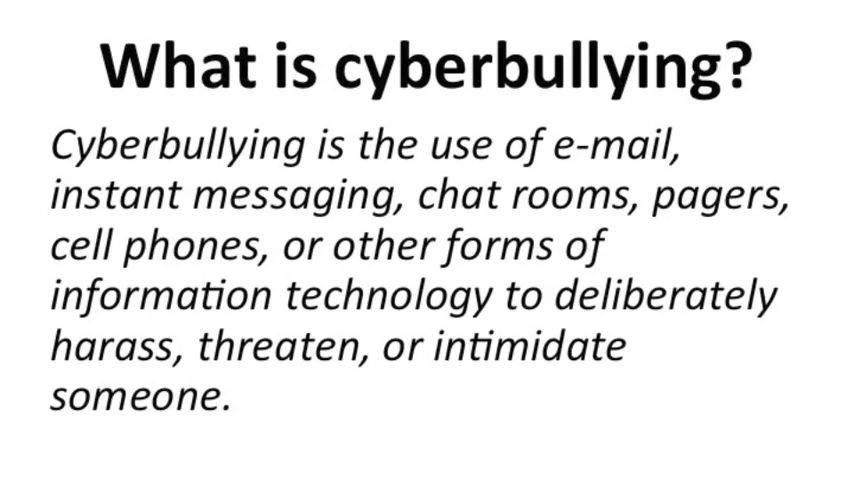 What is cyberbullying?
Cyberbullying is the use of e-mail,
instant messaging, chat rooms, pagers,
cell phones, or other forms of
information technology to deliberately
harass, threaten, or intimidate
someone.